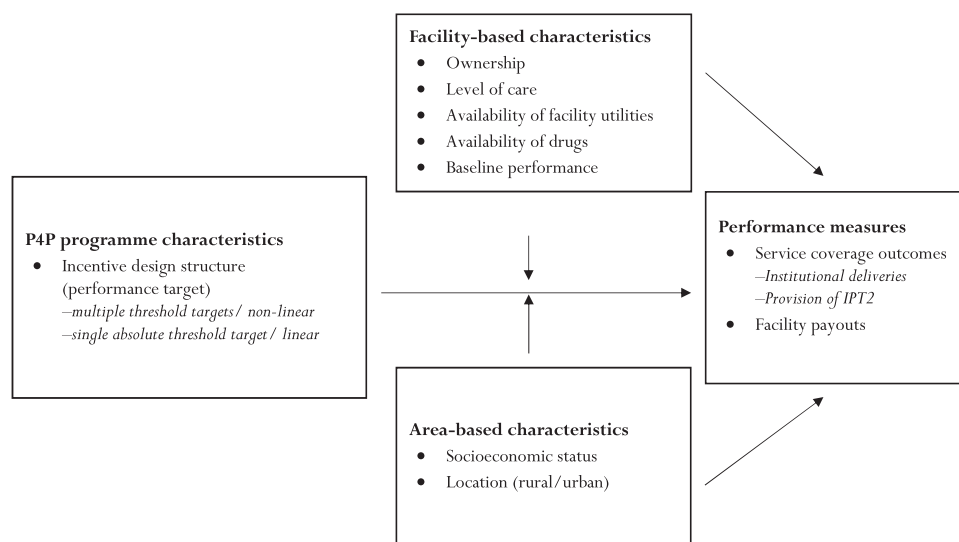 Facility-based characteristics
● Ownership
● Level of care
● Availability of facility utilities
● Availability of drugs
● Baseline performance
P4P programme characteristics
● Incentive design structure
(performance target)
–multiple threshold targets/ non-linear
–single absolute threshold target/ linear
Performance measures
● Service coverage outcomes
–Institutional deliveries
–Provision of IPT2
● Facility payouts
Area-based characteristics
● Socioeconomic status
● Location (rural/urban)